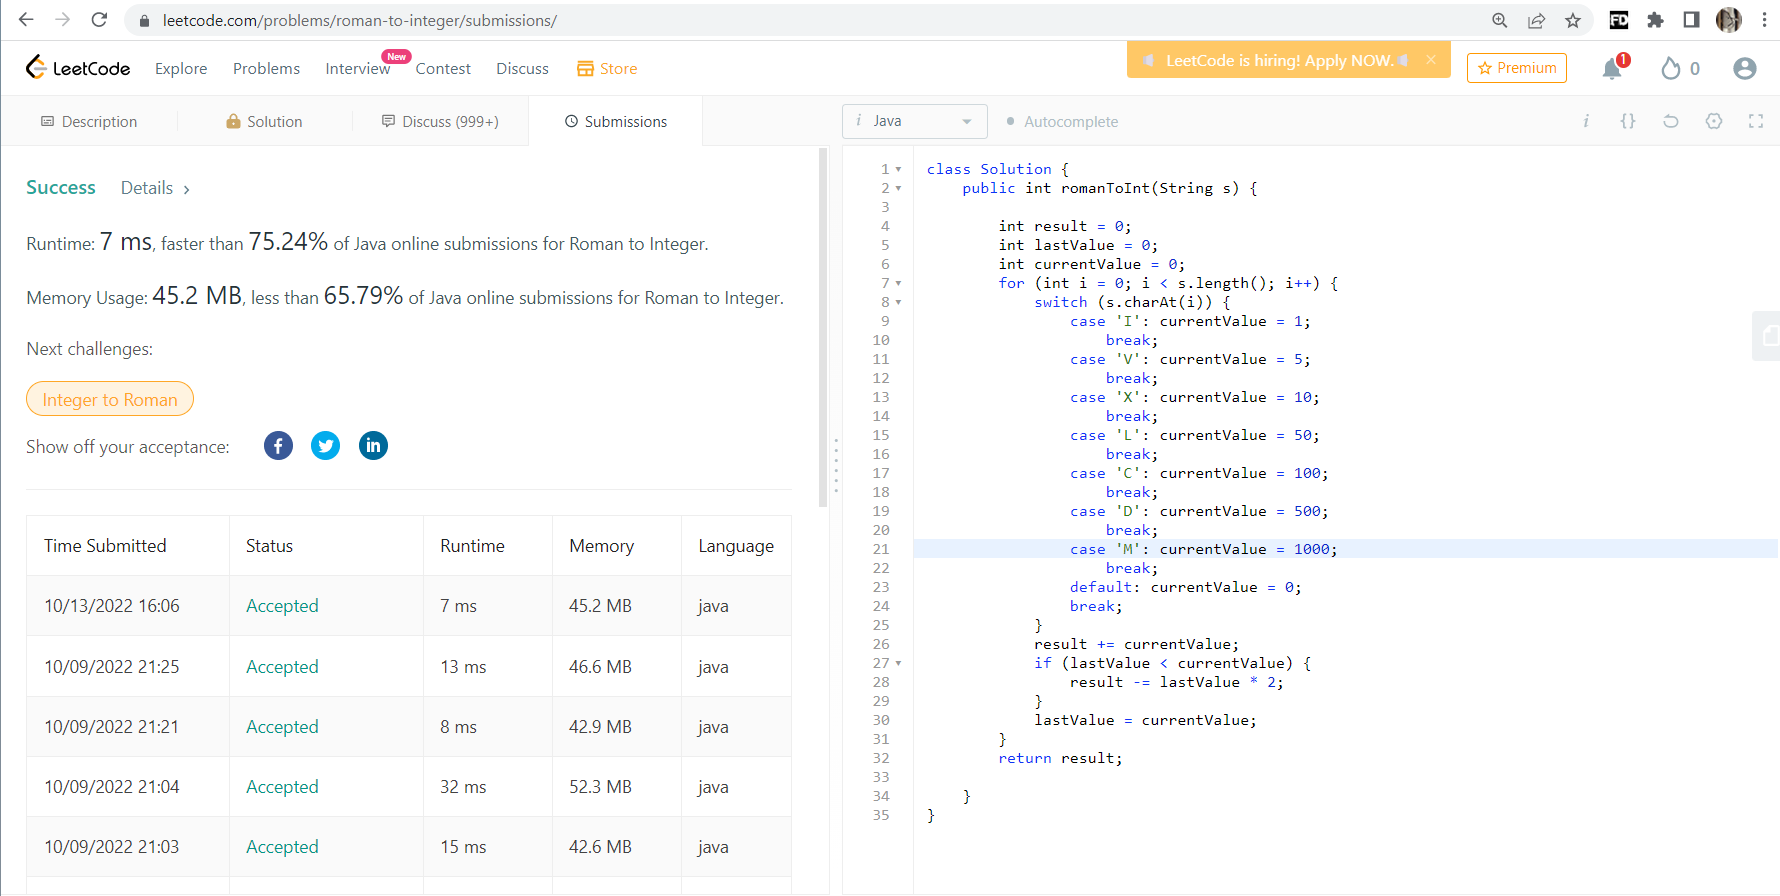 leetcode.com/problems/roman-to-integer/submissions/
FD
LeetCode Explore Problems Interview New Contest Discuss Store LeetCode is hiring! Apply NOW. × Premium 1 0
Description Solution Discuss (999+) Submissions
i Java Autocomplete i {}
Success Details ›
Runtime: 7 ms, faster than 75.24% of Java online submissions for Roman to Integer.
Memory Usage: 45.2 MB, less than 65.79% of Java online submissions for Roman to Integer.
Next challenges:
Integer to Roman
Show off your acceptance: f in
Time Submitted Status Runtime Memory Language
10/13/2022 16:06 Accepted 7 ms 45.2 MB java
10/09/2022 21:25 Accepted 13 ms 46.6 MB java
10/09/2022 21:21 Accepted 8 ms 42.9 MB java
10/09/2022 21:04 Accepted 32 ms 52.3 MB java
10/09/2022 21:03 Accepted 15 ms 42.6 MB java
1 class Solution {
2 public int romanToInt(String s) {
3
4 int result = 0;
5 int lastValue = 0;
6 int currentValue = 0;
7 for (int i = 0; i < s.length(); i++) {
8 switch (s.charAt(i)) {
9 case 'I': currentValue = 1;
10 break;
11 case 'V': currentValue = 5;
12 break;
13 case 'X': currentValue = 10;
14 break;
15 case 'L': currentValue = 50;
16 break;
17 case 'C': currentValue = 100;
18 break;
19 case 'D': currentValue = 500;
20 break;
21 case 'M': currentValue = 1000;
22 break;
23 default: currentValue = 0;
24 break;
25 }
26 result += currentValue;
27 if (lastValue < currentValue) {
28 result -= lastValue * 2;
29 }
30 lastValue = currentValue;
31 }
32 return result;
33
34 }
35 }